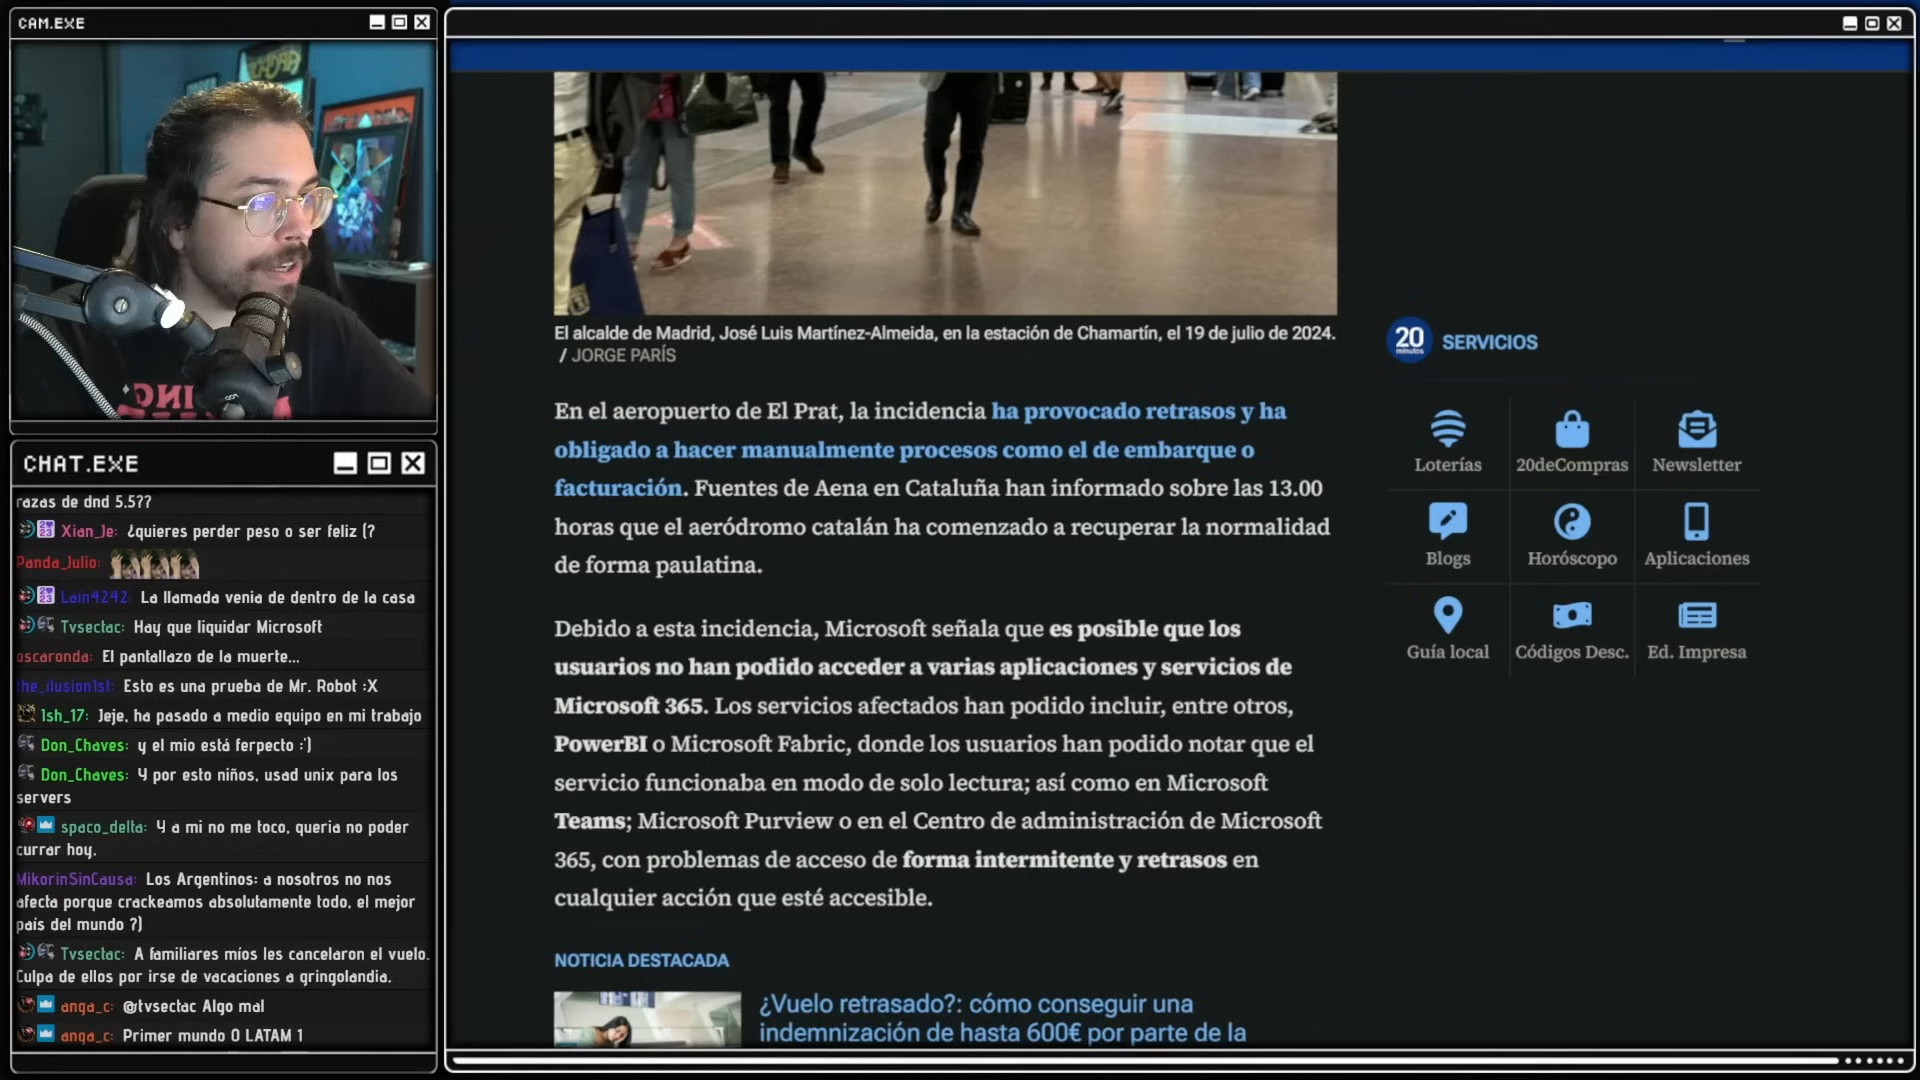 CAM.EXE
CHAT.EXE
razas de dnd 5.5??
Xian_Je: ¿quieres perder peso o ser feliz (?
Panda_Julio:
Lain4242: La llamada venia de dentro de la casa
Tvsectac: Hay que liquidar Microsoft
oscaronda: El pantallazo de la muerte...
the_ilusion1st: Esto es una prueba de Mr. Robot :X
1sh_17: Jeje, ha pasado a medio equipo en mi trabajo
Don_Chaves: y el mio está ferpecto :')
Don_Chaves: Y por esto niños, usad unix para los
servers
spaco_delta: Y a mi no me toco, queria no poder
currar hoy.
MikorinSinCausa: Los Argentinos: a nosotros no nos
afecta porque crackeamos absolutamente todo, el mejor
país del mundo ?)
Tvsectac: A familiares míos les cancelaron el vuelo.
Culpa de ellos por irse de vacaciones a gringolandia.
anga_c: @tvsectac Algo mal
anga_c: Primer mundo 0 LATAM 1
El alcalde de Madrid, José Luis Martínez-Almeida, en la estación de Chamartín, el 19 de julio de 2024.
/ JORGE PARÍS
En el aeropuerto de El Prat, la incidencia ha provocado retrasos y ha
obligado a hacer manualmente procesos como el de embarque o
facturación. Fuentes de Aena en Cataluña han informado sobre las 13.00
horas que el aeródromo catalán ha comenzado a recuperar la normalidad
de forma paulatina.
Debido a esta incidencia, Microsoft señala que es posible que los
usuarios no han podido acceder a varias aplicaciones y servicios de
Microsoft 365. Los servicios afectados han podido incluir, entre otros,
PowerBI o Microsoft Fabric, donde los usuarios han podido notar que el
servicio funcionaba en modo de solo lectura; así como en Microsoft
Teams; Microsoft Purview o en el Centro de administración de Microsoft
365, con problemas de acceso de forma intermitente y retrasos en
cualquier acción que esté accesible.
NOTICIA DESTACADA
¿Vuelo retrasado?: cómo conseguir una
indemnización de hasta 600€ por parte de la
20 minutos SERVICIOS
Loterías 20deCompras Newsletter
Blogs Horóscopo Aplicaciones
Guía local Códigos Desc. Ed. Impresa